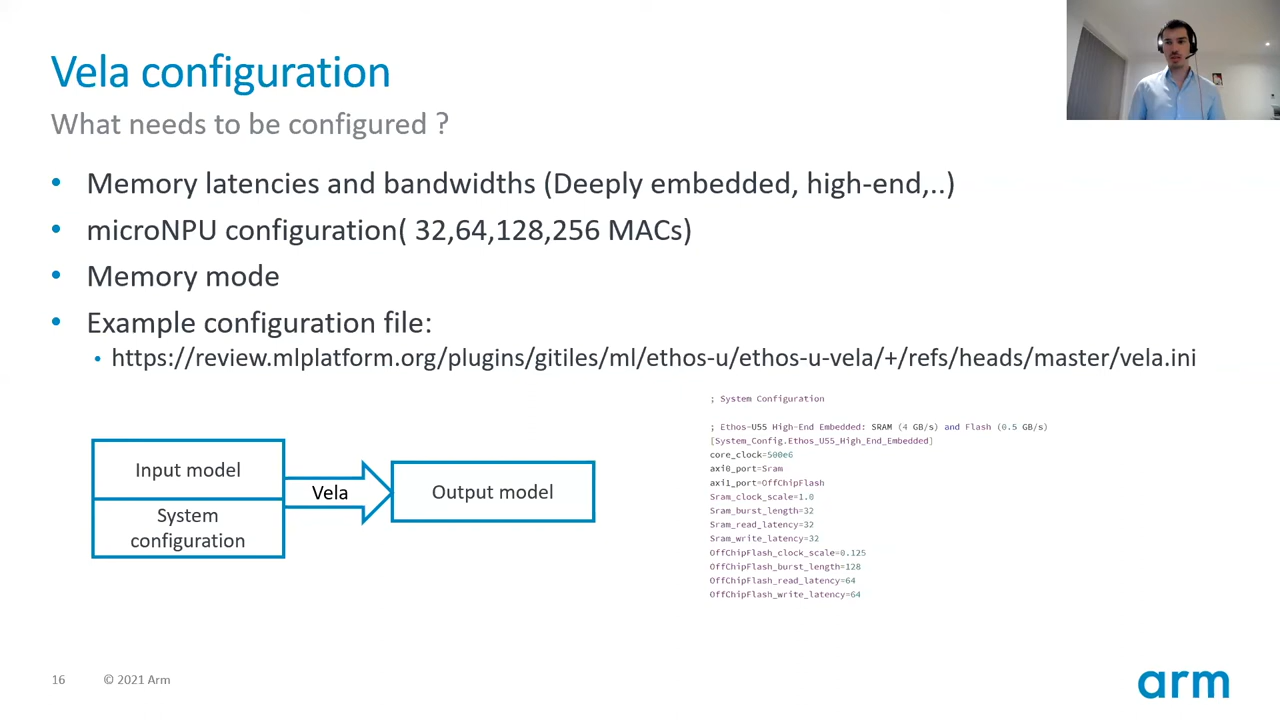 Vela configuration
What needs to be configured ?
• Memory latencies and bandwidths (Deeply embedded, high-end,..)
• microNPU configuration( 32,64,128,256 MACs)
• Memory mode
• Example configuration file:
• https://review.mlplatform.org/plugins/gitiles/ml/ethos-u/ethos-u-vela/+/refs/heads/master/vela.ini
Input model
System
configuration
Vela
Output model
; System Configuration
; Ethos-U55 High-End Embedded: SRAM (4 GB/s) and Flash (0.5 GB/s)
[System_Config.Ethos_U55_High_End_Embedded]
core_clock=500e6
axi0_port=Sram
axi1_port=OffChipFlash
Sram_clock_scale=1.0
Sram_burst_length=32
Sram_read_latency=32
Sram_write_latency=32
OffChipFlash_clock_scale=0.125
OffChipFlash_burst_length=128
OffChipFlash_read_latency=64
OffChipFlash_write_latency=64
16 © 2021 Arm
arm